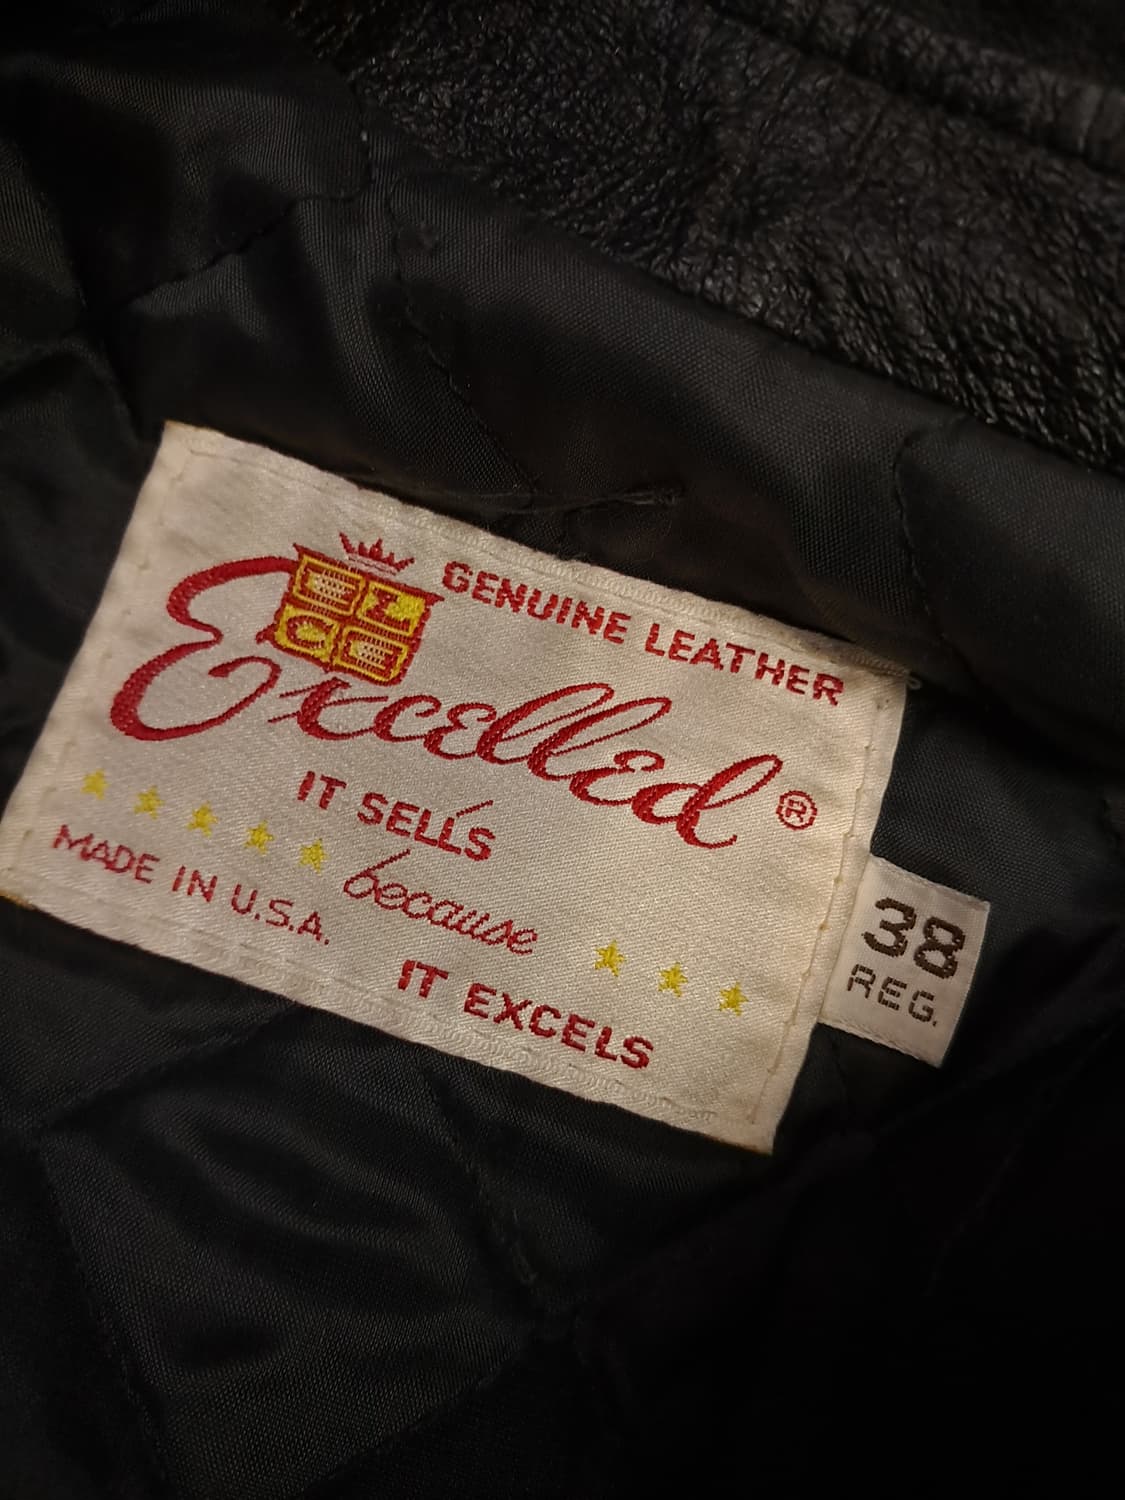 GENUINE LEATHER
Excelled®
IT SELLS
because
IT EXCELS
MADE IN U.S.A.
38
REG.